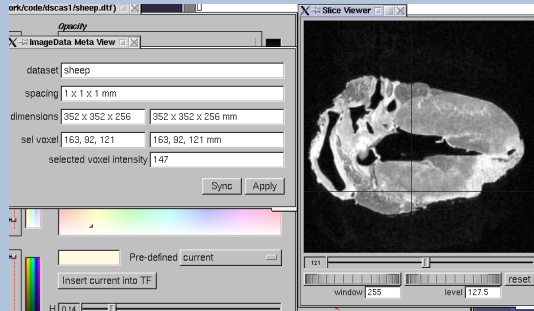 ork/code/dscas1/sheep.dtf)
Opacity
ImageData Meta View
dataset sheep
spacing 1 x 1 x 1 mm
dimensions 352 x 352 x 256 352 x 352 x 256 mm
sel voxel 163, 92, 121 163, 92, 121 mm
selected voxel intensity 147
Sync Apply
Pre-defined current
Insert current into TF
H 0.14
Slice Viewer
121
reset
window 255 level 127.5